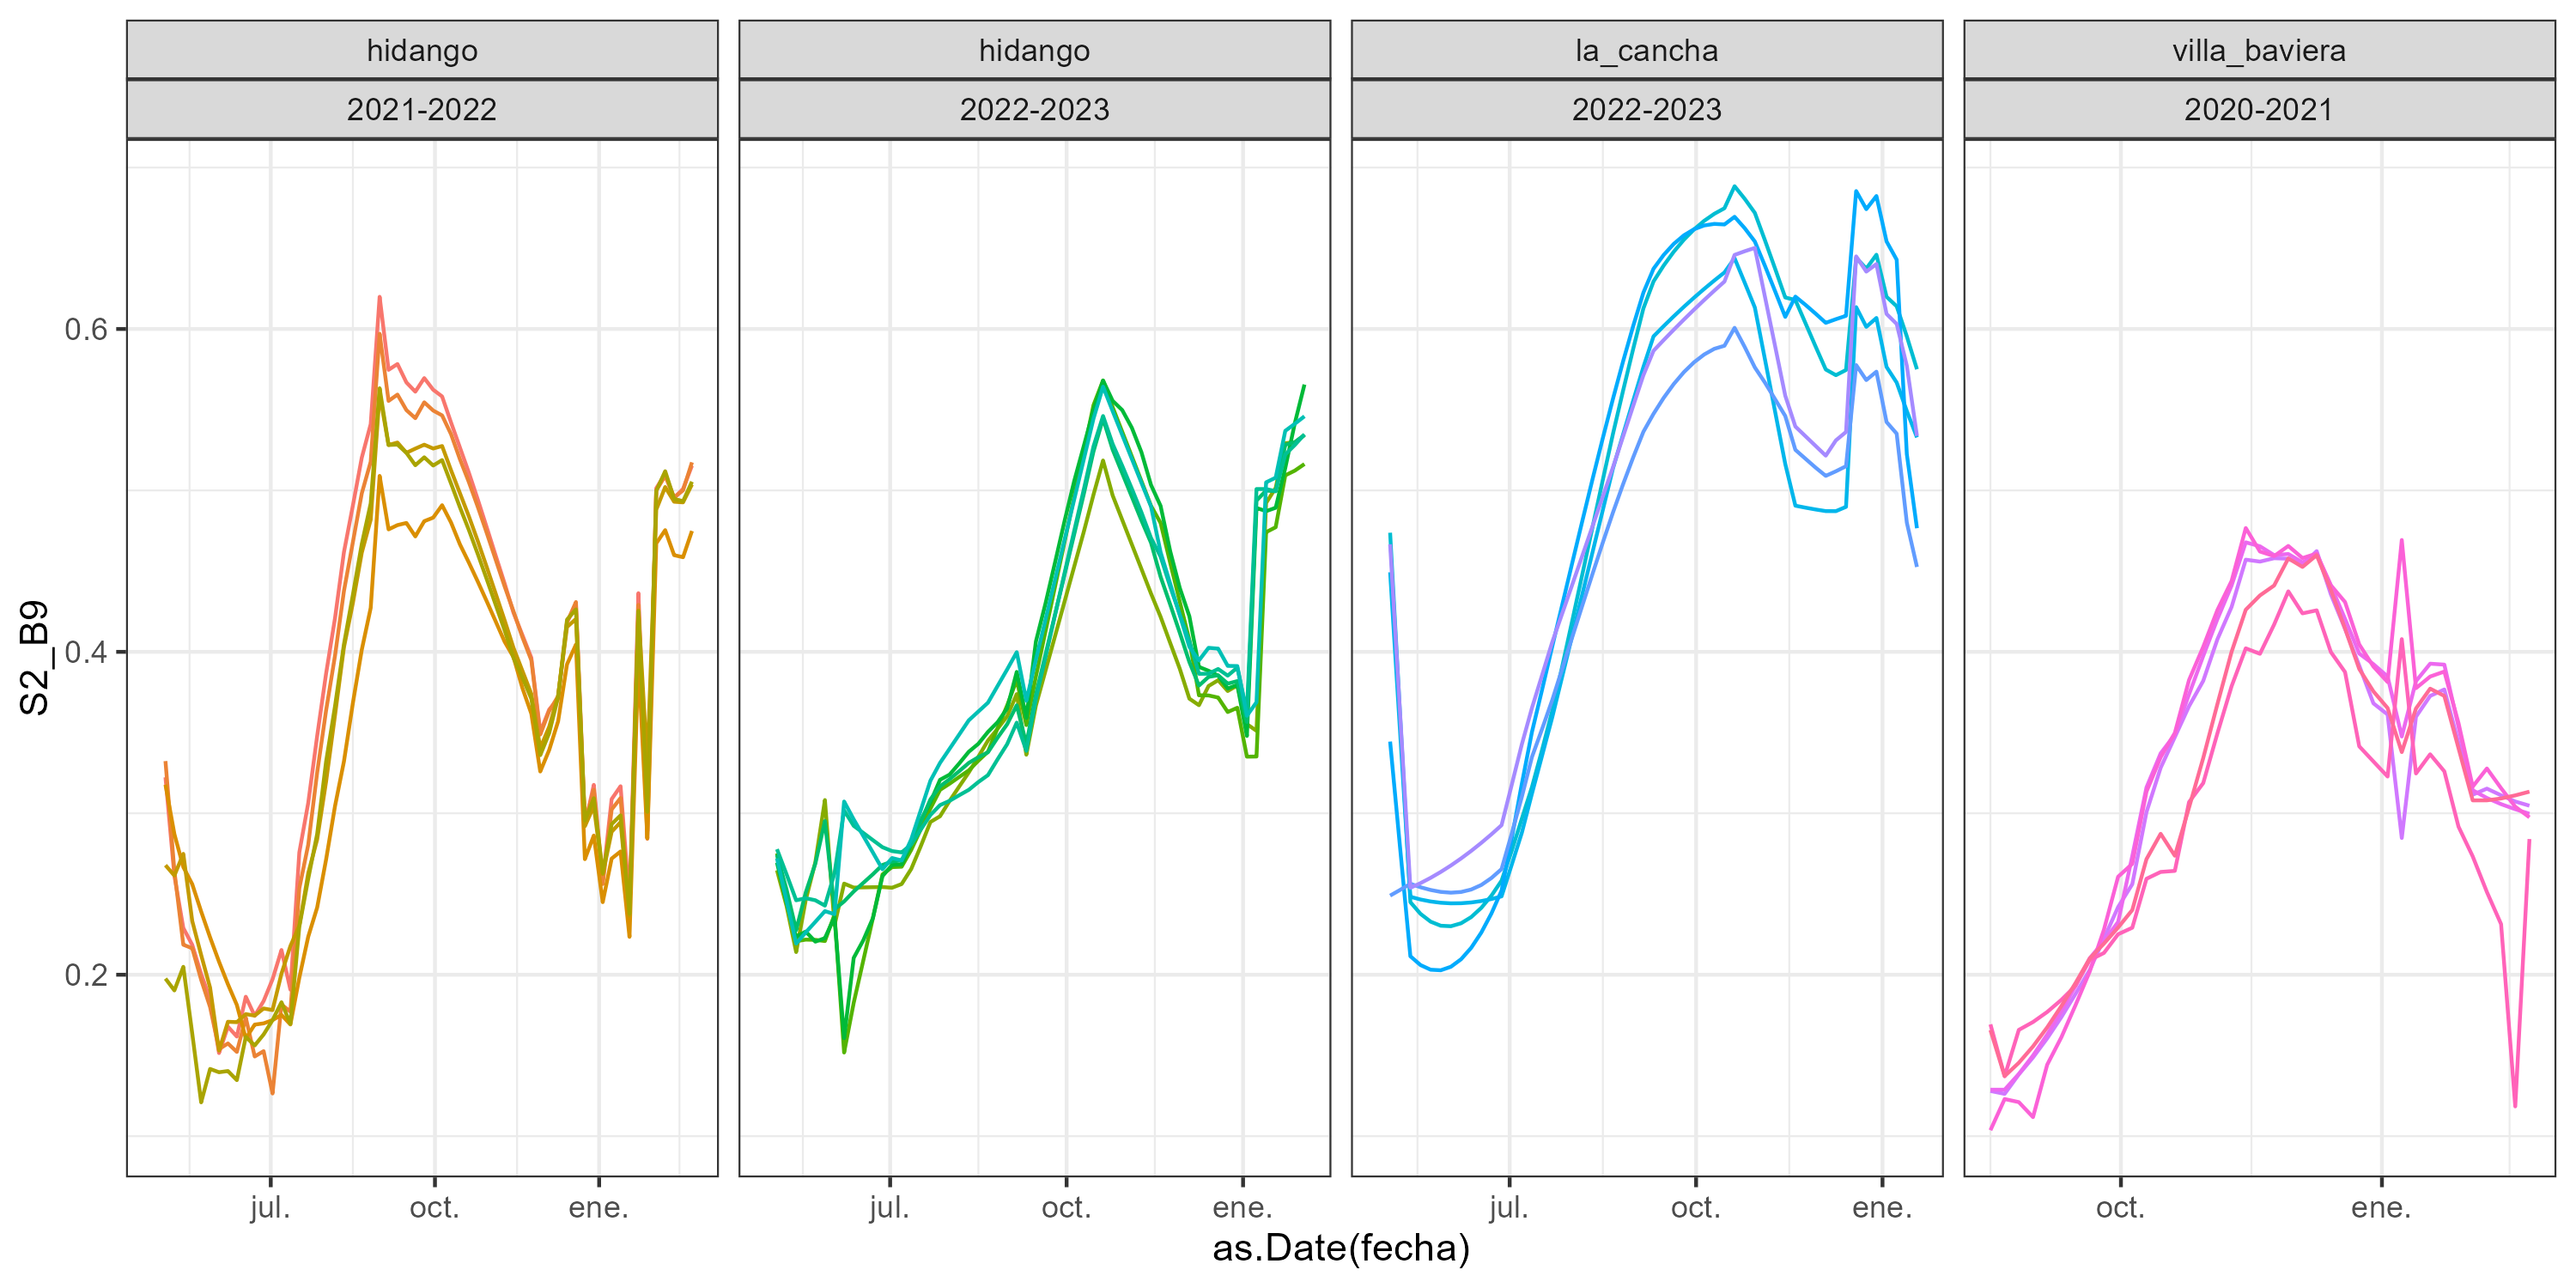 hidango hidango la_cancha villa_baviera
2021-2022 2022-2023 2022-2023 2020-2021
0.6
0.4
0.2
S2_B9
jul. oct. ene. jul. oct. ene. jul. oct. ene. oct. ene.
as.Date(fecha)